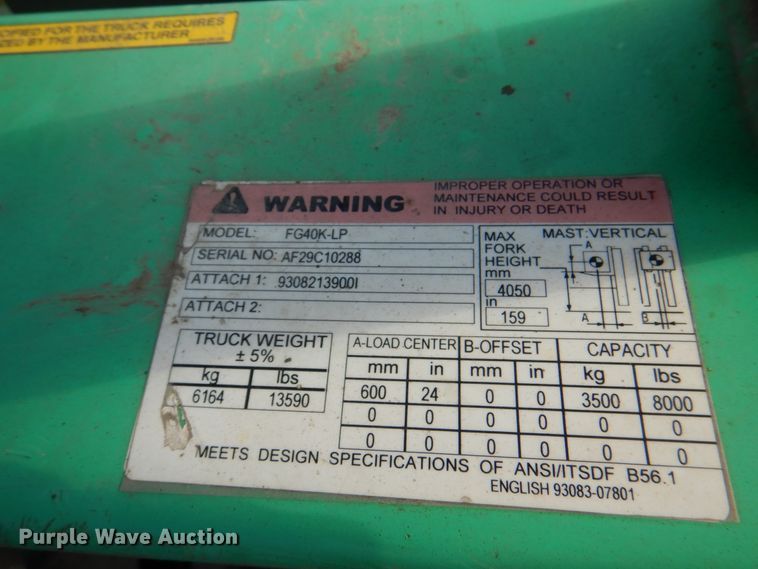 CIFIED FOR THE TRUCK REQUIRES
ZED BY THE MANUFACTURER
WARNING
IMPROPER OPERATION OR
MAINTENANCE COULD RESULT
IN INJURY OR DEATH
MODEL: FG40K-LP
SERIAL NO: AF29C10288
ATTACH 1: 9308213900I
ATTACH 2:
MAX
FORK
HEIGHT
mm
4050
in
159
MAST:VERTICAL
A
A
B
TRUCK WEIGHT
± 5%
kg lbs
6164 13590
A-LOAD CENTER B-OFFSET CAPACITY
mm in mm in kg lbs
600 24 0 0 3500 8000
0 0 0 0 0 0
0 0 0 0 0 0
MEETS DESIGN SPECIFICATIONS OF ANSI/ITSDF B56.1
ENGLISH 93083-07801
Purple Wave Auction